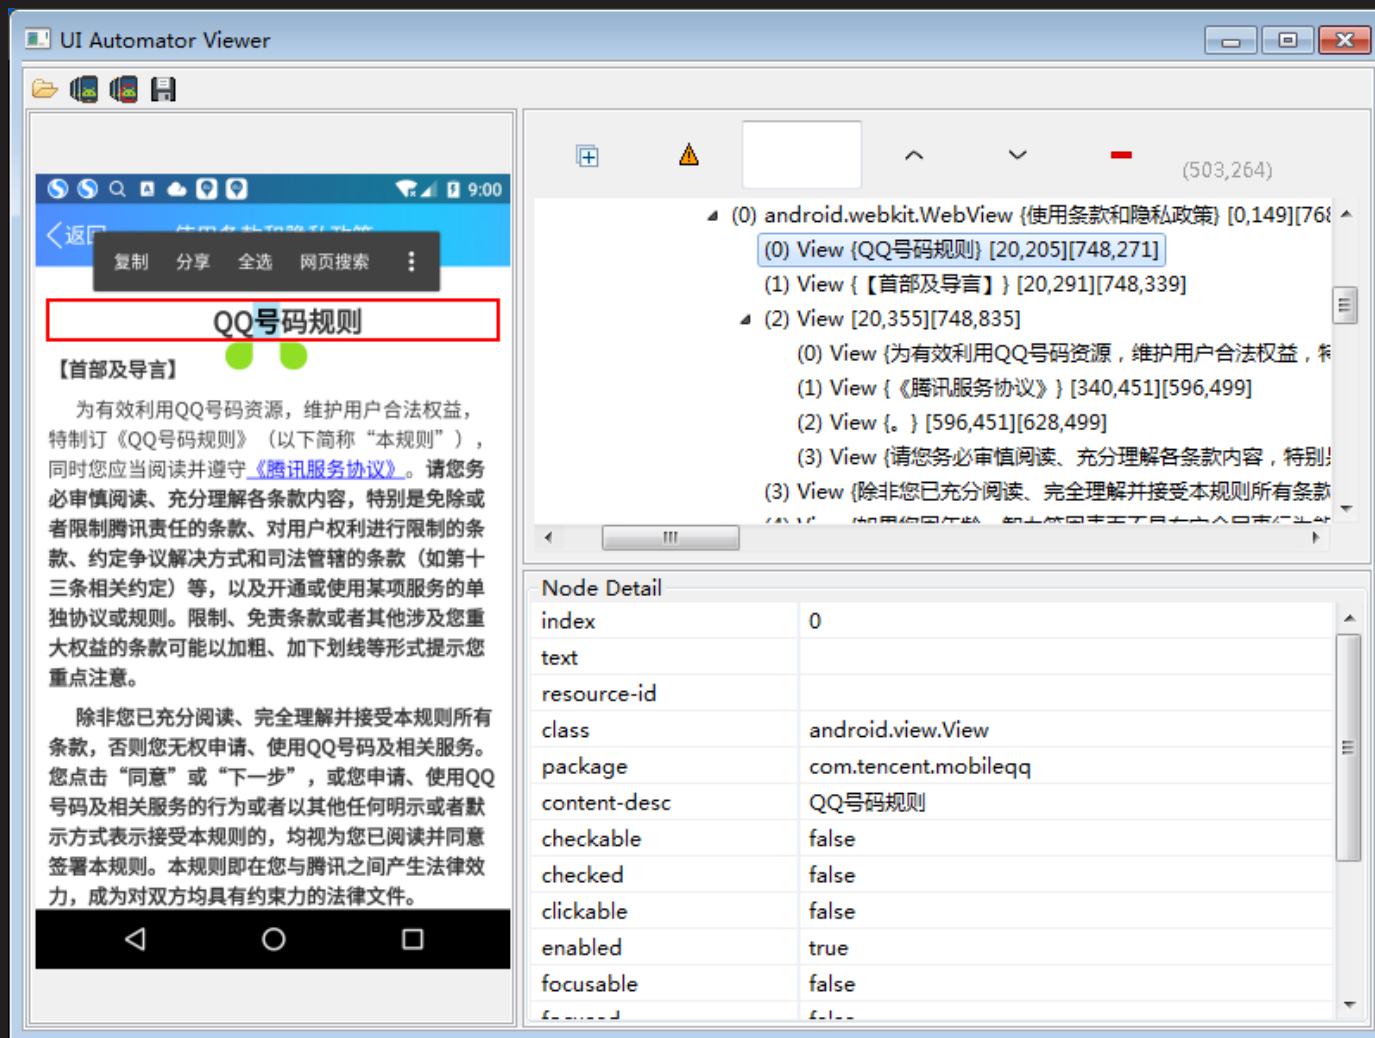 UI Automator Viewer
9:00
返回
复制 分享 全选 网页搜索
QQ号码规则
【首部及导言】
为有效利用QQ号码资源，维护用户合法权益，
特制订《QQ号码规则》（以下简称“本规则”），
同时您应当阅读并遵守《腾讯服务协议》。请您务
必审慎阅读、充分理解各条款内容，特别是免除或
者限制腾讯责任的条款、对用户权利进行限制的条
款、约定争议解决方式和司法管辖的条款（如第十
三条相关约定）等，以及开通或使用某项服务的单
独协议或规则。限制、免责条款或者其他涉及您重
大权益的条款可能以加粗、加下划线等形式提示您
重点注意。
除非您已充分阅读、完全理解并接受本规则所有
条款，否则您无权申请、使用QQ号码及相关服务。
您点击“同意”或“下一步”，或您申请、使用QQ
号码及相关服务的行为或者以其他任何明示或者默
示方式表示接受本规则的，均视为您已阅读并同意
签署本规则。本规则即在您与腾讯之间产生法律效
力，成为对双方均具有约束力的法律文件。
(503,264)
(0) android.webkit.WebView {使用条款和隐私政策} [0,149][768
(0) View {QQ号码规则} [20,205][748,271]
(1) View {【首部及导言】} [20,291][748,339]
(2) View [20,355][748,835]
(0) View {为有效利用QQ号码资源，维护用户合法权益，特
(1) View {《腾讯服务协议》} [340,451][596,499]
(2) View {。} [596,451][628,499]
(3) View {请您务必审慎阅读、充分理解各条款内容，特别是
(3) View {除非您已充分阅读、完全理解并接受本规则所有条款
Node Detail
index 0
text
resource-id
class android.view.View
package com.tencent.mobileqq
content-desc QQ号码规则
checkable false
checked false
clickable false
enabled true
focusable false